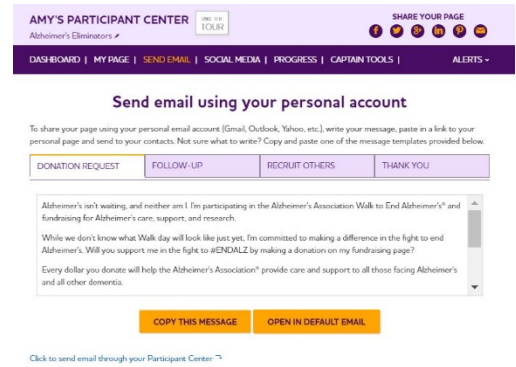 AMY'S PARTICIPANT CENTER
TAKE THE
TOUR
SHARE YOUR PAGE
Alzheimer's Eliminators
DASHBOARD | MY PAGE | SEND EMAIL | SOCIAL MEDIA | PROGRESS | CAPTAIN TOOLS | ALERTS
Send email using your personal account
To share your page using your personal email account (Gmail, Outlook, Yahoo, etc.), write your message, paste in a link to your
personal page and send to your contacts. Not sure what to write? Copy and paste one of the message templates provided below.
DONATION REQUEST FOLLOW-UP RECRUIT OTHERS THANK YOU
Alzheimer's isn't waiting, and neither am I. I'm participating in the Alzheimer's Association Walk to End Alzheimer's® and
fundraising for Alzheimer's care, support, and research.
While we don't know what Walk day will look like just yet, I'm committed to making a difference in the fight to end
Alzheimer's. Will you support me in the fight to #ENDALZ by making a donation on my fundraising page?
Every dollar you donate will help the Alzheimer's Association® provide care and support to all those facing Alzheimer's
and all other dementia.
COPY THIS MESSAGE OPEN IN DEFAULT EMAIL
Click to send email through your Participant Center